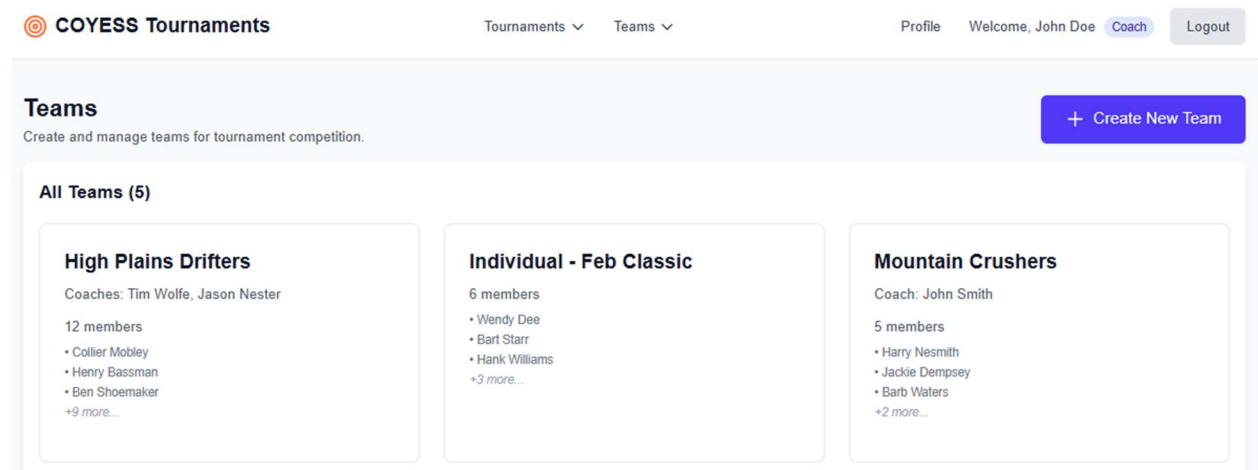 COYESS Tournaments
Tournaments
Teams
Profile
Welcome, John Doe
Coach
Logout
Teams
Create and manage teams for tournament competition.
+ Create New Team
All Teams (5)
High Plains Drifters
Coaches: Tim Wolfe, Jason Nester
12 members
• Collier Mobley
• Henry Bassman
• Ben Shoemaker
+9 more...
Individual - Feb Classic
6 members
• Wendy Dee
• Bart Starr
• Hank Williams
+3 more...
Mountain Crushers
Coach: John Smith
5 members
• Harry Nesmith
• Jackie Dempsey
• Barb Waters
+2 more...